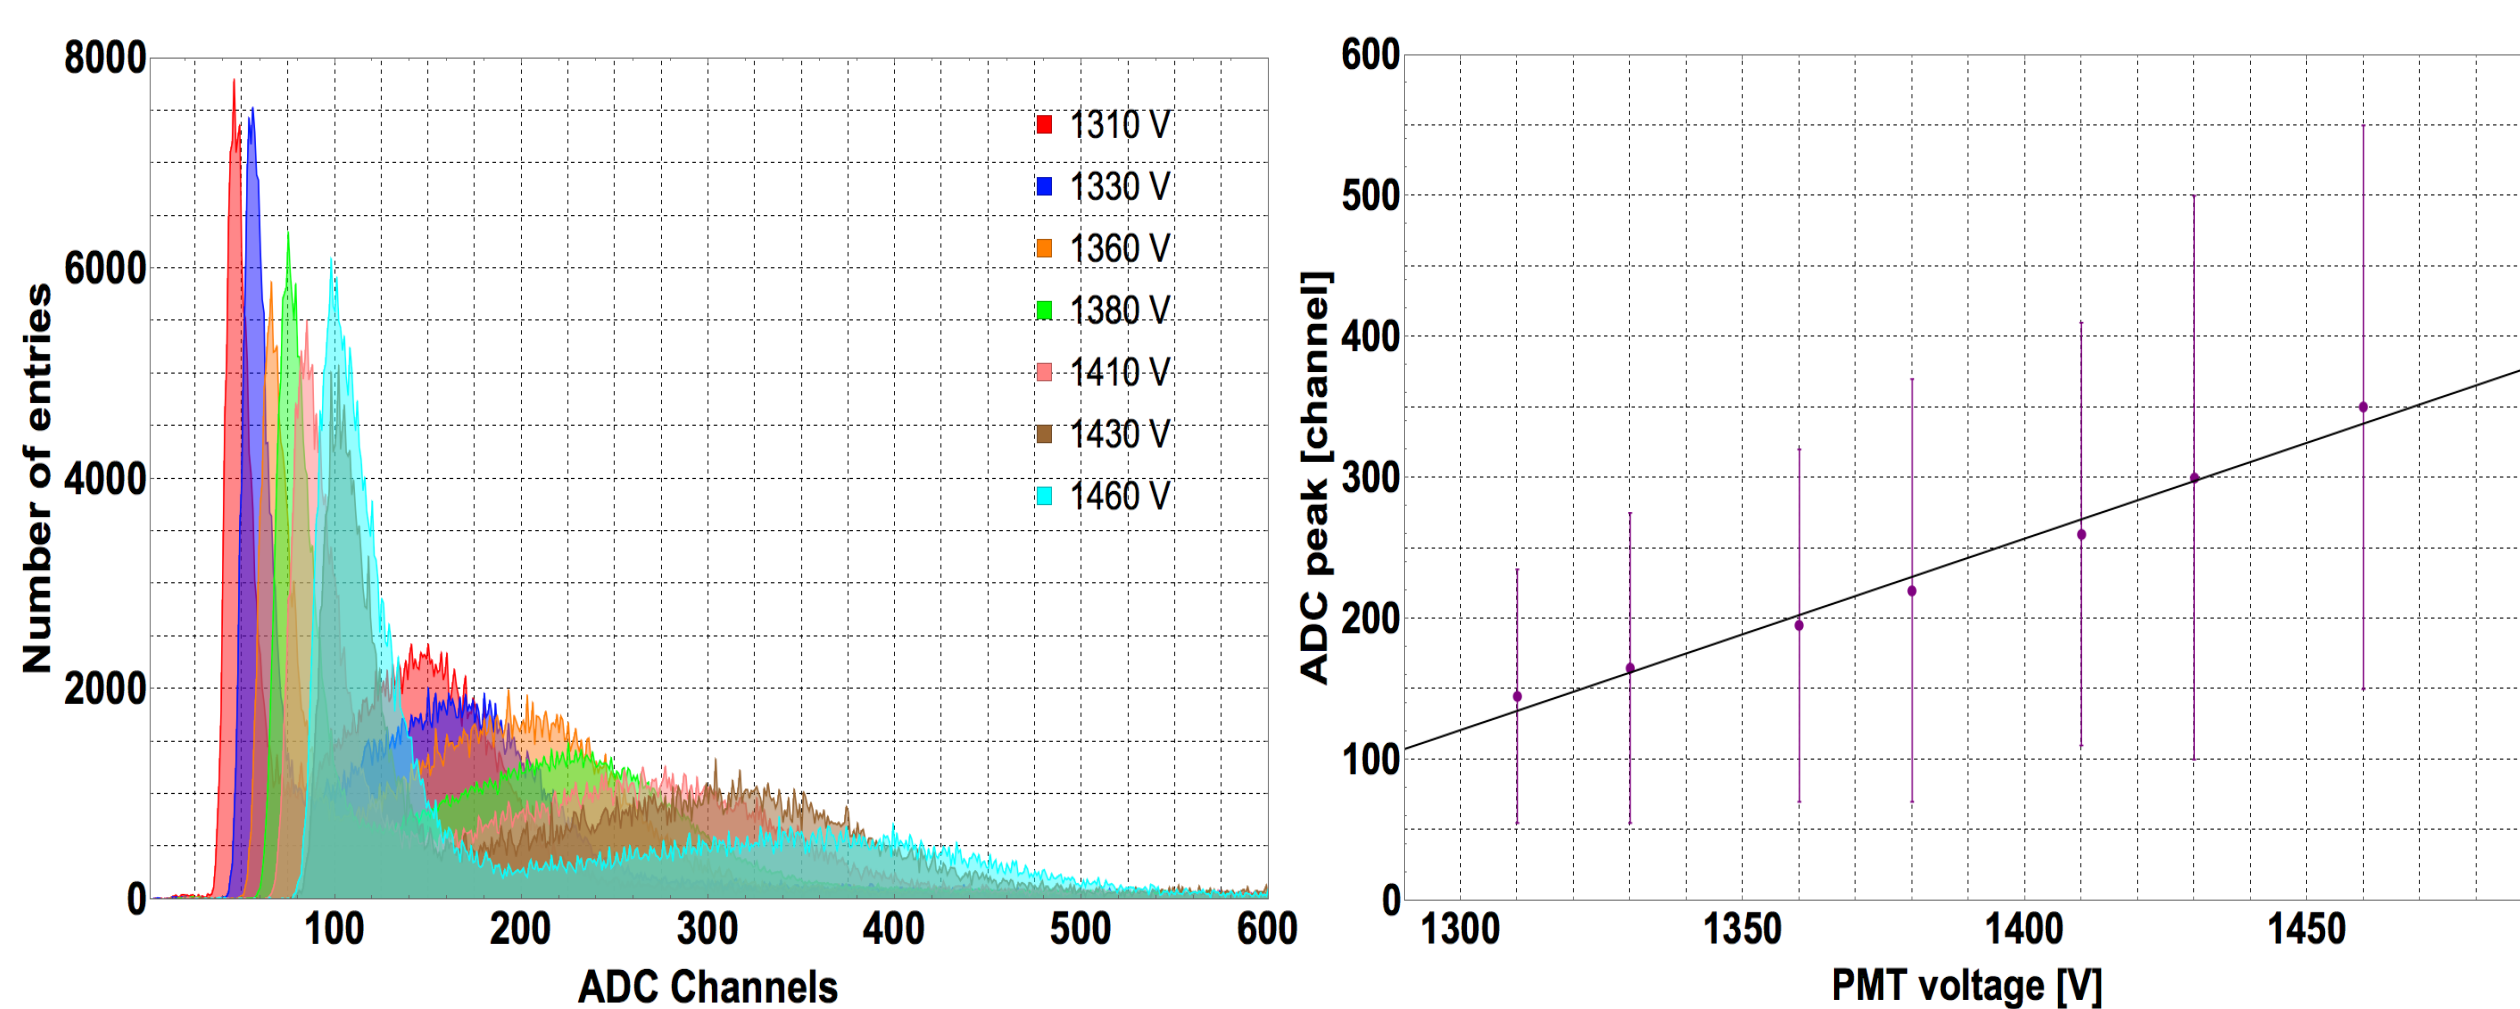 8000
6000
4000
2000
0
100
200
300
400
500
600
Number of entries
ADC Channels
1310 V
1330 V
1360 V
1380 V
1410 V
1430 V
1460 V
600
500
400
300
200
100
0
1300
1350
1400
1450
ADC peak [channel]
PMT voltage [V]